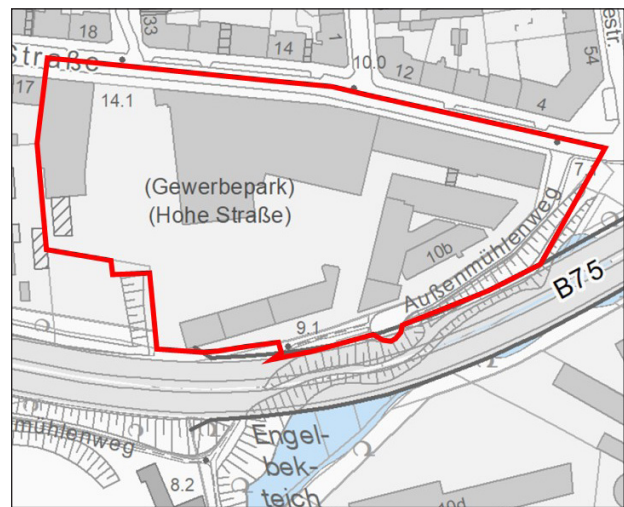 18
33
14
1
estr.
Straße
10.0
12
54
17
14.1
4
7.
(Gewerbepark)
(Hohe Straße)
10b
Außenmühlenweg
B75
9.1
mühlenweg
Engel-
bek-
teich
8.2
10d